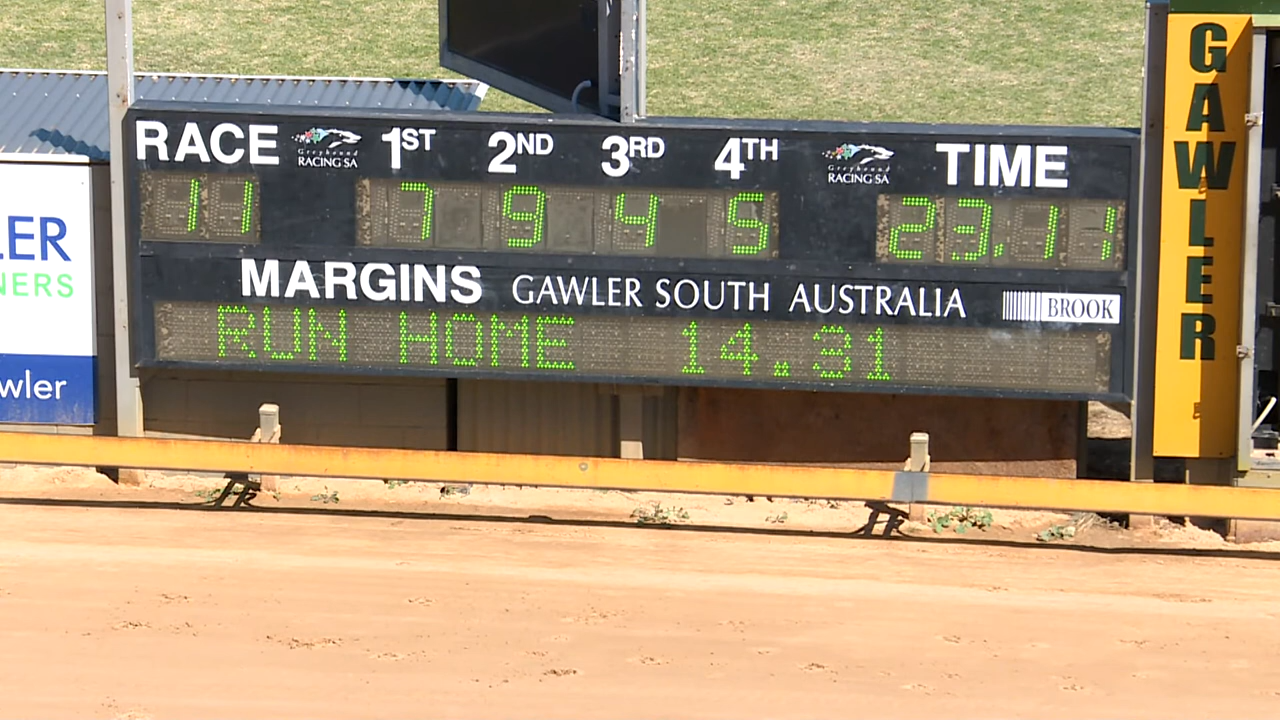 RACE 1ST 2ND 3RD 4TH TIME
Greyhound RACING SA Greyhound RACING SA
11 7 9 4 5 23.11
MARGINS GAWLER SOUTH AUSTRALIA BROOK
RUN HOME 14.31
GAWLER
LER
NERS
wler